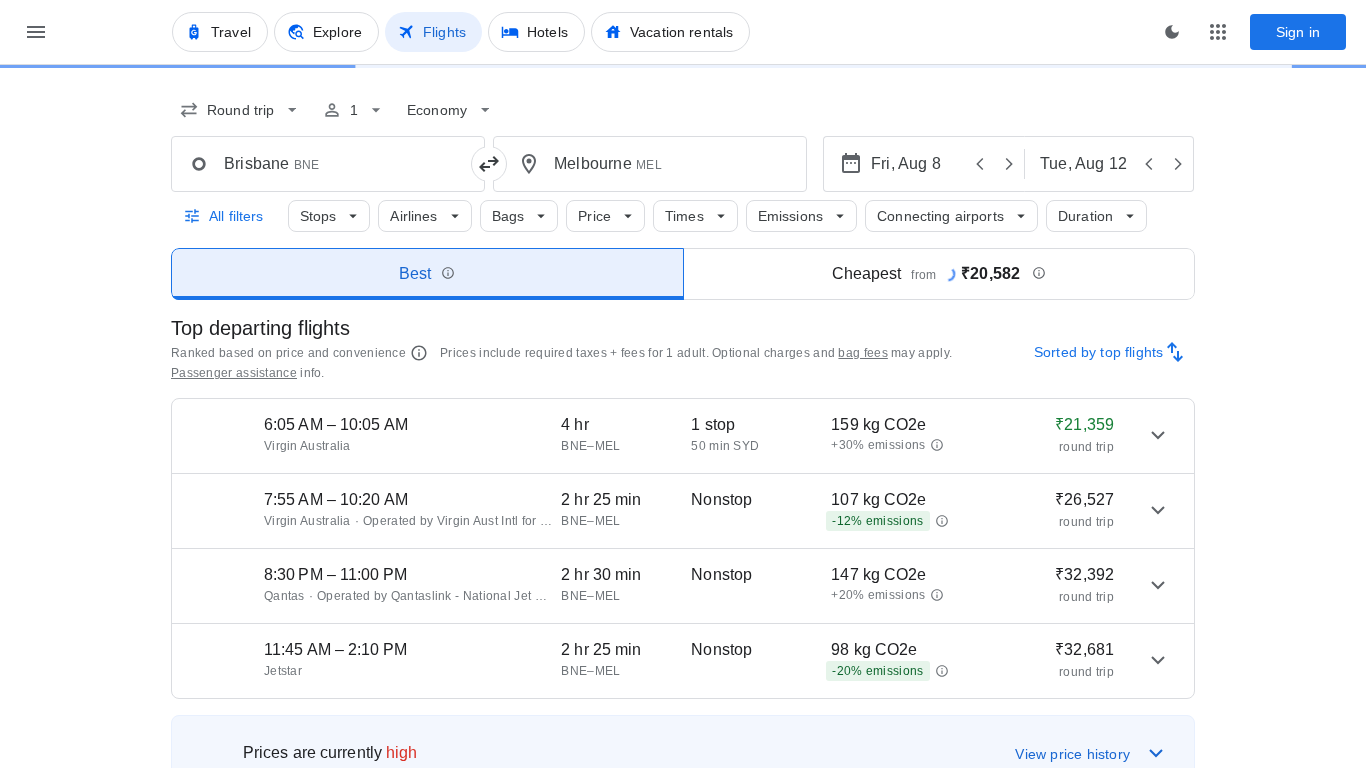 Travel Explore Flights Hotels Vacation rentals Sign in
Round trip 1 Economy
Brisbane BNE Melbourne MEL Fri, Aug 8 Tue, Aug 12
All filters Stops Airlines Bags Price Times Emissions Connecting airports Duration
Best Cheapest from ₹20,582
Top departing flights
Ranked based on price and convenience Prices include required taxes + fees for 1 adult. Optional charges and bag fees may apply.
Passenger assistance info.
Sorted by top flights
6:05 AM – 10:05 AM 4 hr 1 stop 159 kg CO2e ₹21,359
Virgin Australia BNE–MEL 50 min SYD +30% emissions round trip
7:55 AM – 10:20 AM 2 hr 25 min Nonstop 107 kg CO2e ₹26,527
Virgin Australia · Operated by Virgin Aust Intl for ... BNE–MEL -12% emissions round trip
8:30 PM – 11:00 PM 2 hr 30 min Nonstop 147 kg CO2e ₹32,392
Qantas · Operated by Qantaslink - National Jet ... BNE–MEL +20% emissions round trip
11:45 AM – 2:10 PM 2 hr 25 min Nonstop 98 kg CO2e ₹32,681
Jetstar BNE–MEL -20% emissions round trip
Prices are currently high View price history